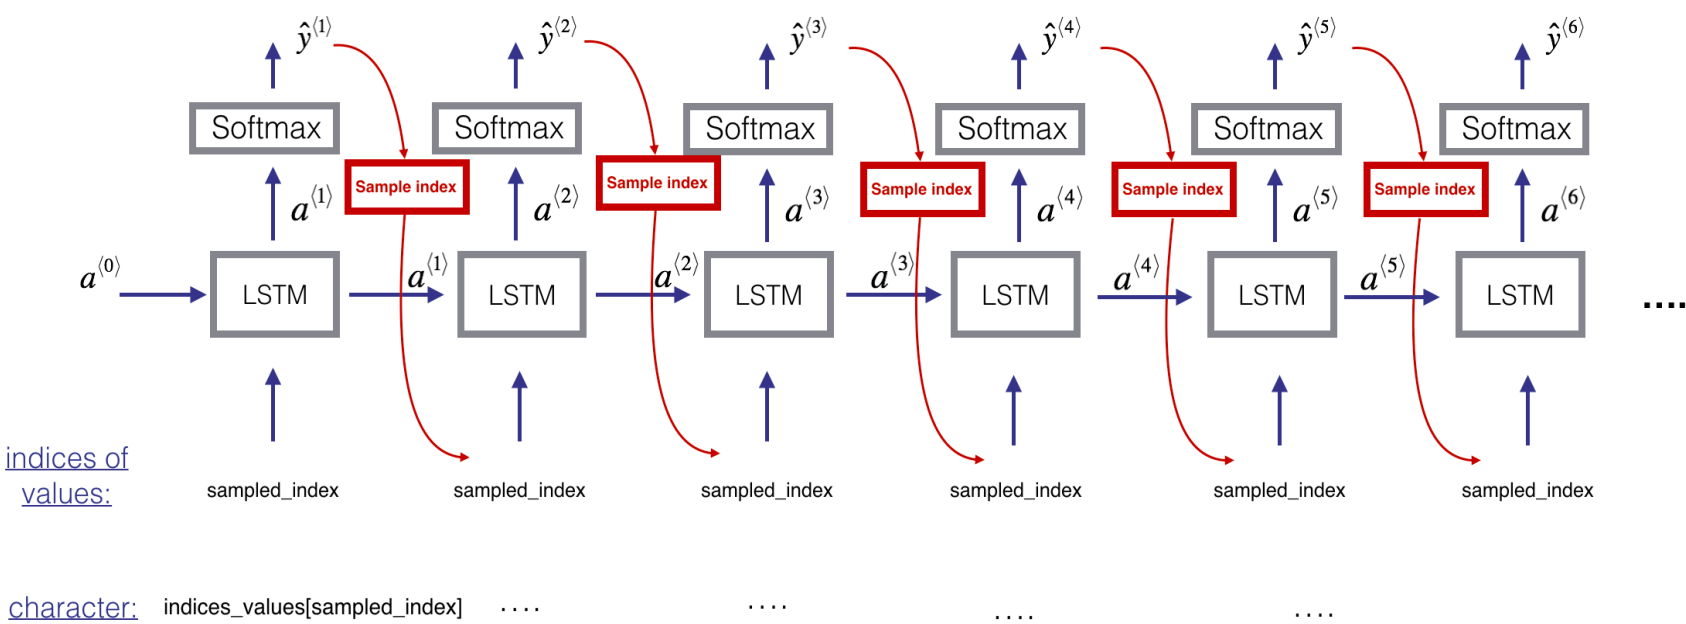 ŷ⟨1⟩ ŷ⟨2⟩ ŷ⟨3⟩ ŷ⟨4⟩ ŷ⟨5⟩ ŷ⟨6⟩
Softmax Softmax Softmax Softmax Softmax Softmax
Sample index Sample index Sample index Sample index Sample index
a⟨1⟩ a⟨2⟩ a⟨3⟩ a⟨4⟩ a⟨5⟩ a⟨6⟩
a⟨0⟩ a⟨1⟩ a⟨2⟩ a⟨3⟩ a⟨4⟩ a⟨5⟩
LSTM LSTM LSTM LSTM LSTM LSTM ....
indices of
values: sampled_index sampled_index sampled_index sampled_index sampled_index sampled_index
character: indices_values[sampled_index] .... .... .... ....